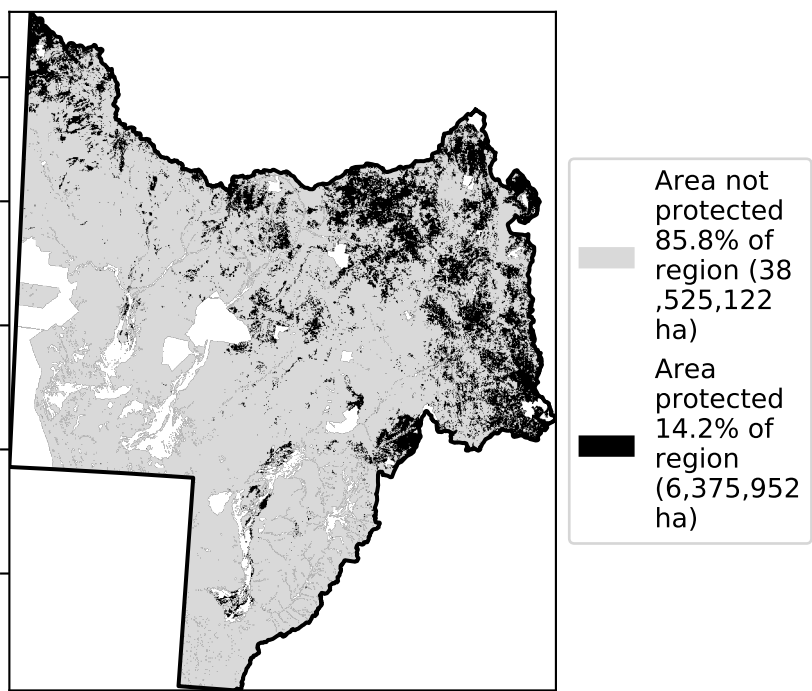 Area not
protected
85.8% of
region (38
,525,122
ha)
Area
protected
14.2% of
region
(6,375,952
ha)